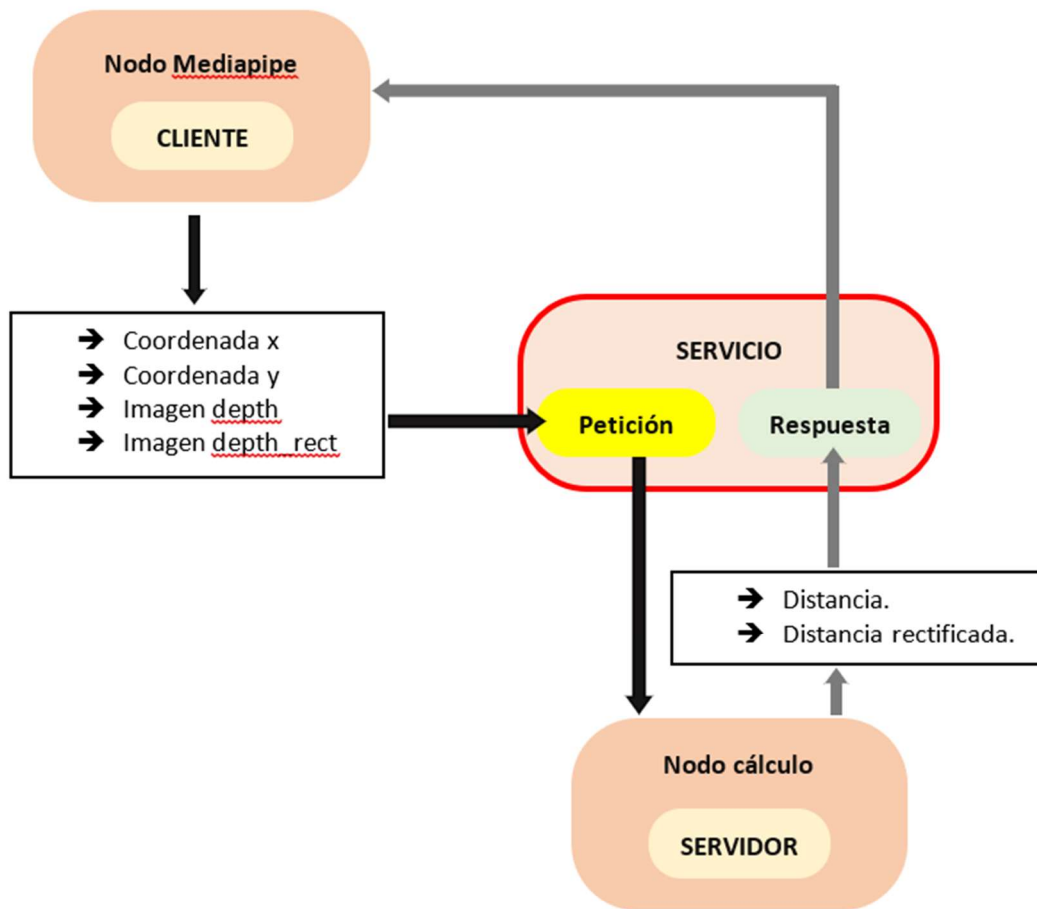 Nodo Mediapipe
CLIENTE
➔ Coordenada x
➔ Coordenada y
➔ Imagen depth
➔ Imagen depth_rect
SERVICIO
Petición
Respuesta
➔ Distancia.
➔ Distancia rectificada.
Nodo cálculo
SERVIDOR